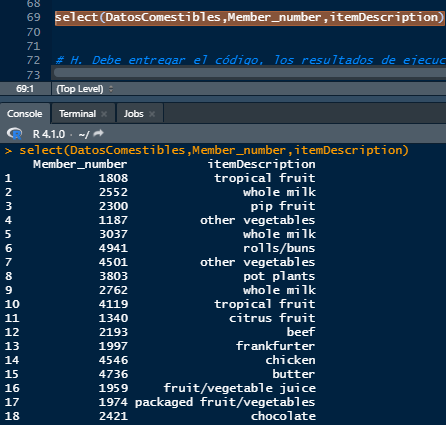 68
69 select(DatosComestibles,Member_number,itemDescription)
70
71
72 # H. Debe entregar el código, los resultados de ejecuc
73
69:1 (Top Level)
Console Terminal Jobs
R 4.1.0 · ~/
> select(DatosComestibles,Member_number,itemDescription)
Member_number itemDescription
1 1808 tropical fruit
2 2552 whole milk
3 2300 pip fruit
4 1187 other vegetables
5 3037 whole milk
6 4941 rolls/buns
7 4501 other vegetables
8 3803 pot plants
9 2762 whole milk
10 4119 tropical fruit
11 1340 citrus fruit
12 2193 beef
13 1997 frankfurter
14 4546 chicken
15 4736 butter
16 1959 fruit/vegetable juice
17 1974 packaged fruit/vegetables
18 2421 chocolate